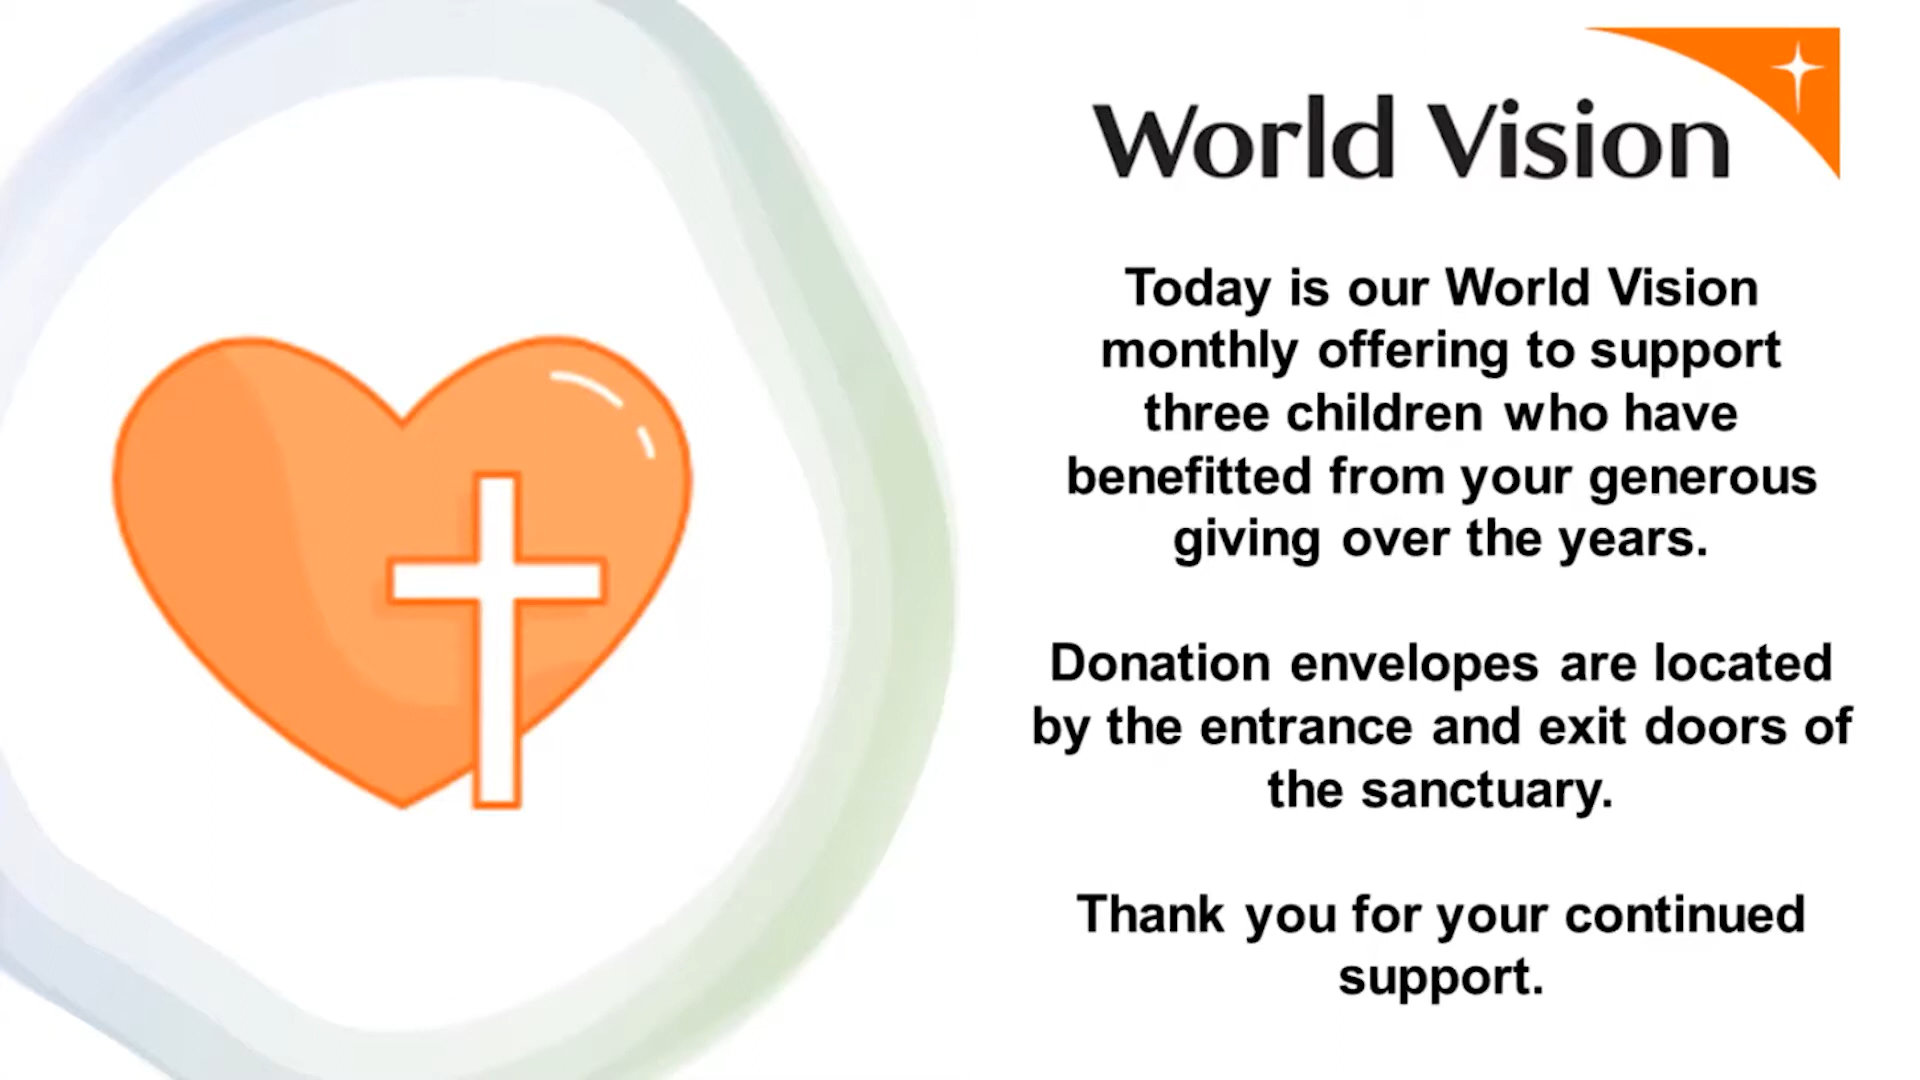 World Vision
Today is our World Vision
monthly offering to support
three children who have
benefitted from your generous
giving over the years.
Donation envelopes are located
by the entrance and exit doors of
the sanctuary.
Thank you for your continued
support.